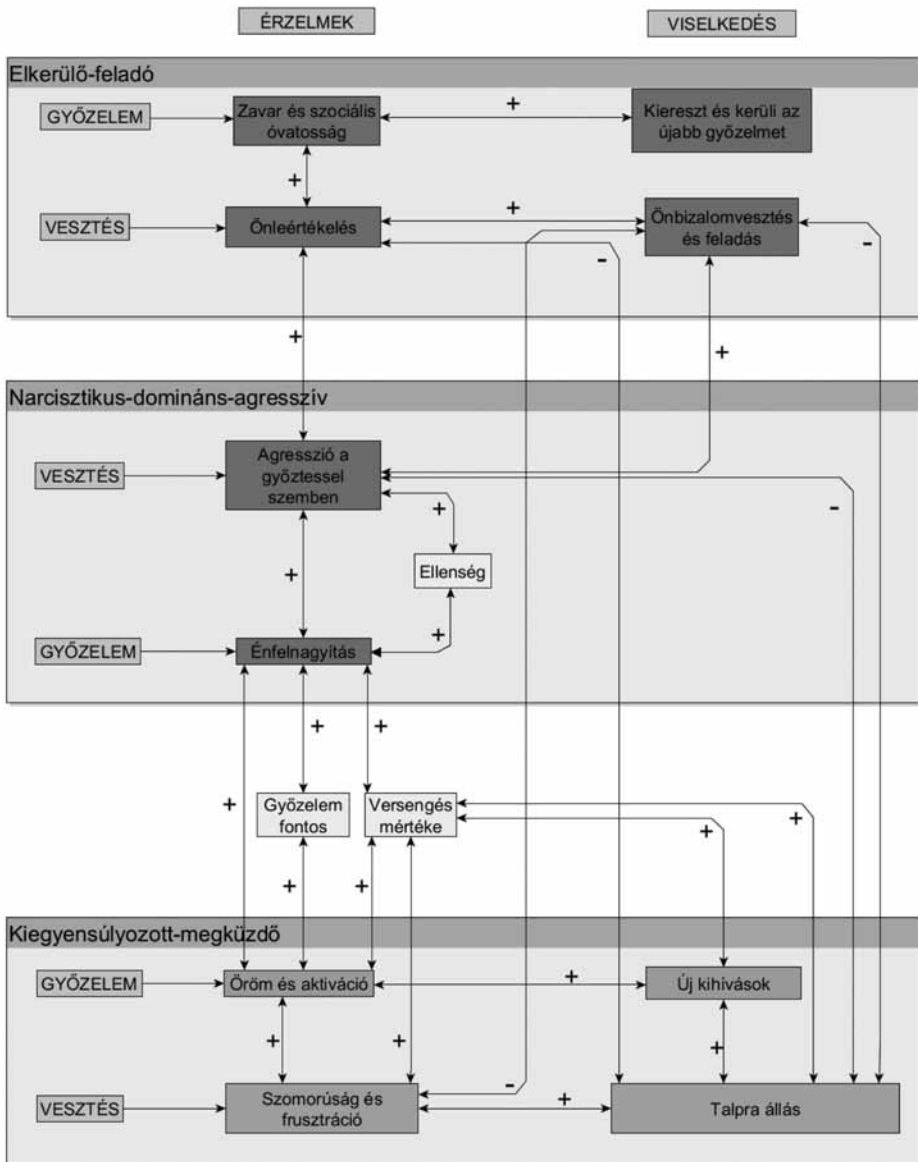 ÉRZELMEK
VISELKEDÉS
Elkerülő-feladó
GYŐZELEM
Zavar és szociális
óvatosság
+
Kiereszt és kerüli az
újabb győzelmet
+
VESZTÉS
Önleértékelés
+
Önbizalomvesztés
és feladás
-
-
+
+
Narcisztikus-domináns-agresszív
VESZTÉS
Agresszió a
győztessel
szemben
+
-
+
Ellenség
+
GYŐZELEM
Énfelnagyítás
+
+
+
Győzelem
fontos
Versengés
mértéke
+
+
+
+
Kiegyensúlyozott-megküzdő
GYŐZELEM
Öröm és aktiváció
+
Új kihívások
+
+
+
VESZTÉS
Szomorúság és
frusztráció
-
+
Talpra állás